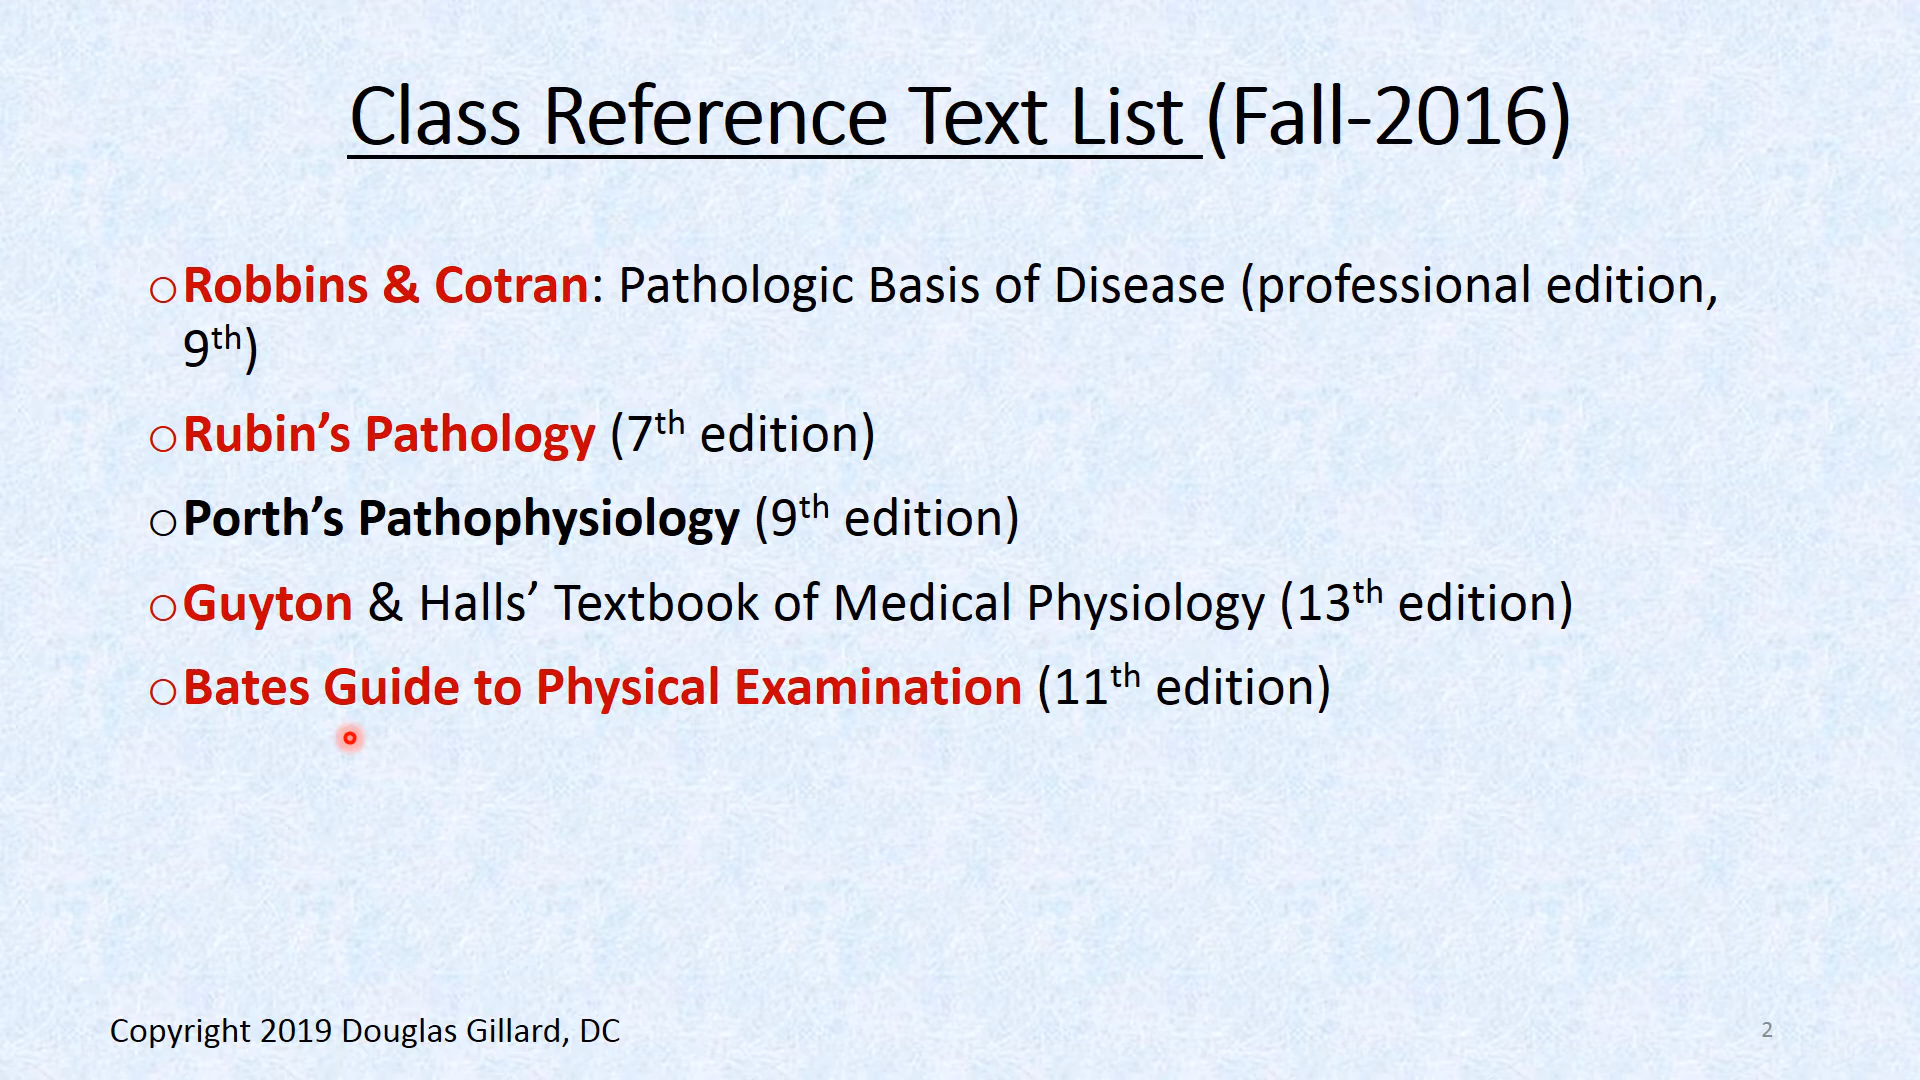 Class Reference Text List (Fall-2016)
○Robbins & Cotran: Pathologic Basis of Disease (professional edition,
9th)
○Rubin’s Pathology (7th edition)
○Porth’s Pathophysiology (9th edition)
○Guyton & Halls’ Textbook of Medical Physiology (13th edition)
○Bates Guide to Physical Examination (11th edition)
Copyright 2019 Douglas Gillard, DC
2